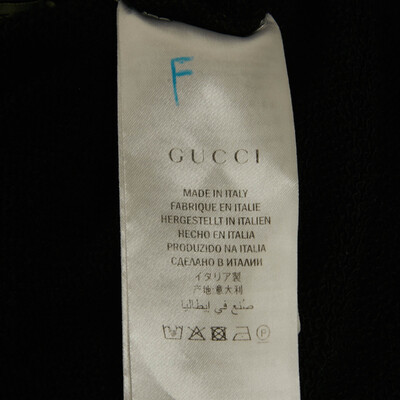 F
GUCCI
MADE IN ITALY
FABRIQUE EN ITALIE
HERGESTELLT IN ITALIEN
HECHO EN ITALIA
PRODUZIDO NA ITALIA
СДЕЛАНО В ИТАЛИИ
イタリア製
产地:意大利
صنع في إيطاليا
F